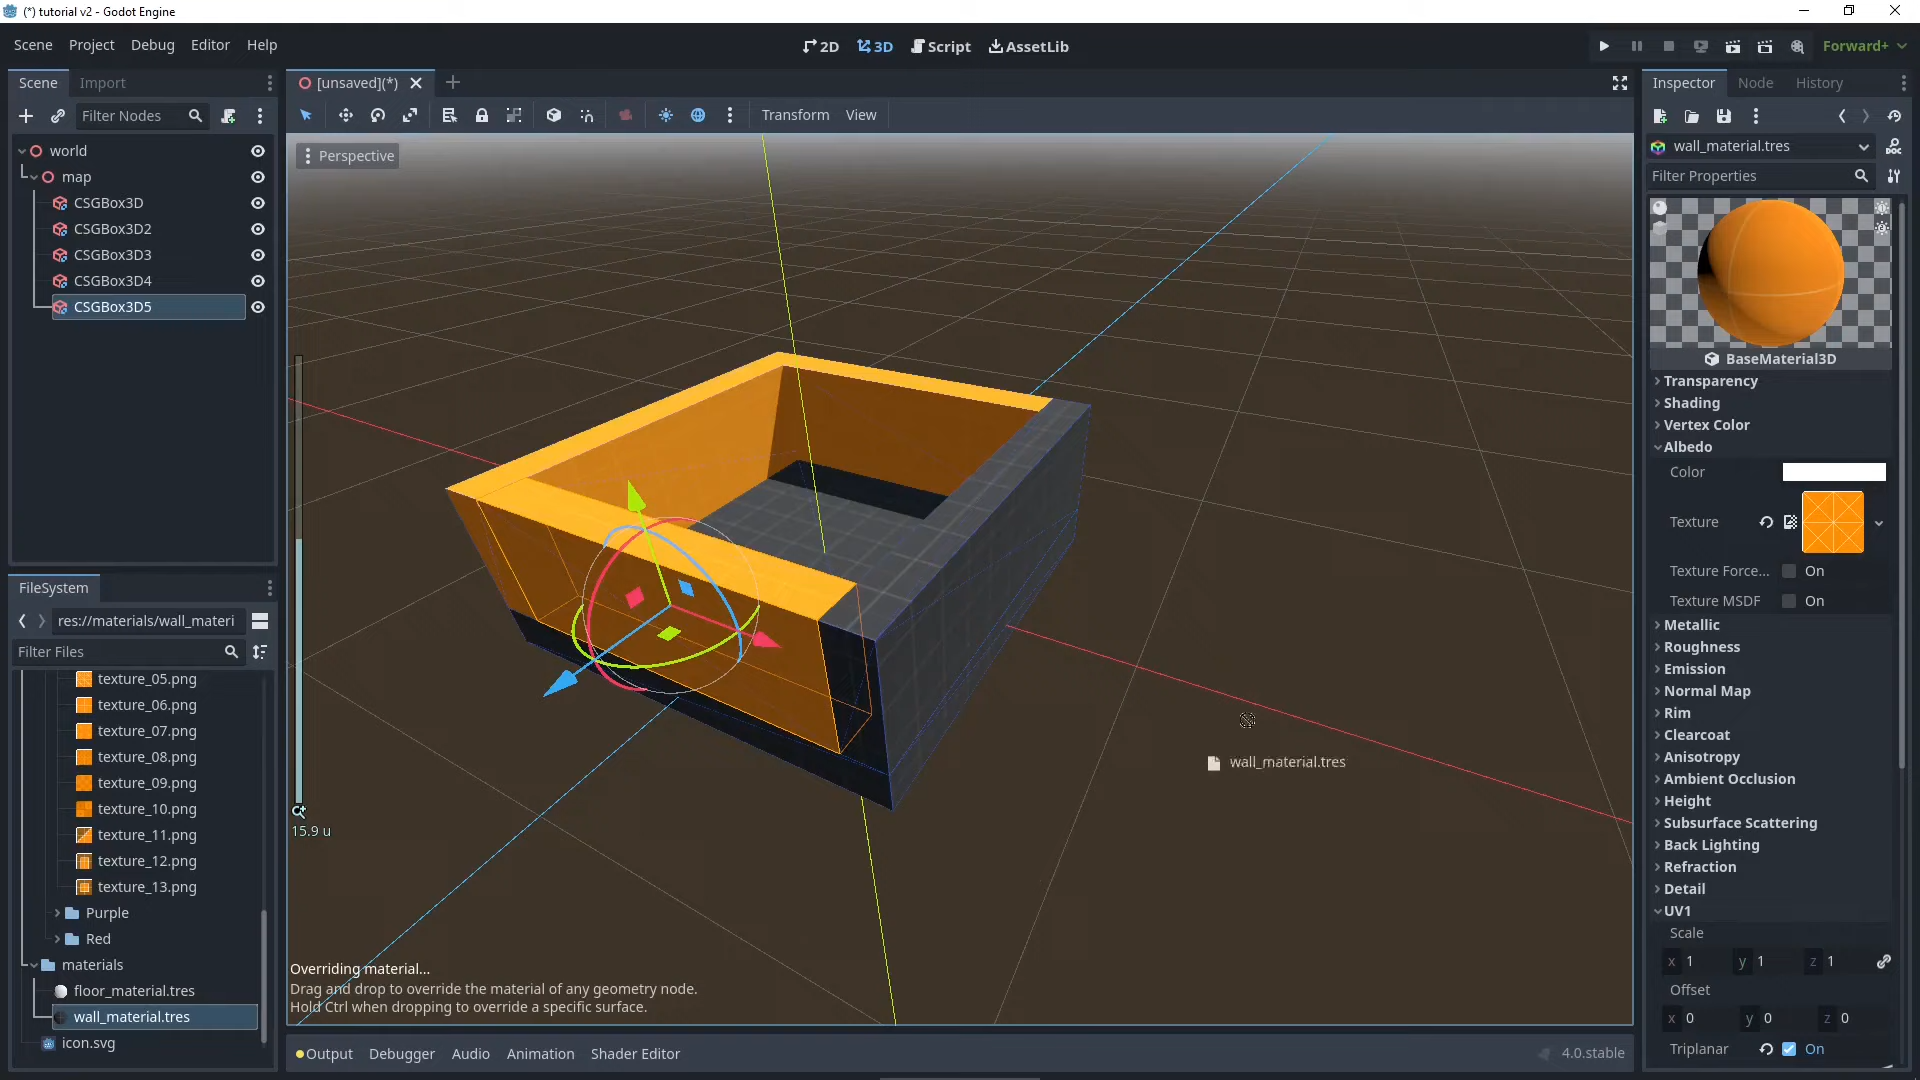 (*) tutorial v2 - Godot Engine
Scene Project Debug Editor Help
2D 3D Script AssetLib
Forward+
Scene Import
[unsaved](*)
Inspector Node History
Filter Nodes
Transform View
wall_material.tres
Filter Properties
world
map
CSGBox3D
CSGBox3D2
CSGBox3D3
CSGBox3D4
CSGBox3D5
Perspective
BaseMaterial3D
Transparency
Shading
Vertex Color
Albedo
Color
Texture
Texture Force... On
Texture MSDF On
Metallic
Roughness
Emission
Normal Map
Rim
Clearcoat
Anisotropy
Ambient Occlusion
Height
Subsurface Scattering
Back Lighting
Refraction
Detail
UV1
Scale
x 1 y 1 z 1
Offset
x 0 y 0 z 0
Triplanar On
FileSystem
res://materials/wall_materi
Filter Files
texture_05.png
texture_06.png
texture_07.png
texture_08.png
texture_09.png
texture_10.png
texture_11.png
texture_12.png
texture_13.png
Purple
Red
materials
floor_material.tres
wall_material.tres
icon.svg
wall_material.tres
15.9 u
Overriding material...
Drag and drop to override the material of any geometry node.
Hold Ctrl when dropping to override a specific surface.
Output Debugger Audio Animation Shader Editor
4.0.stable